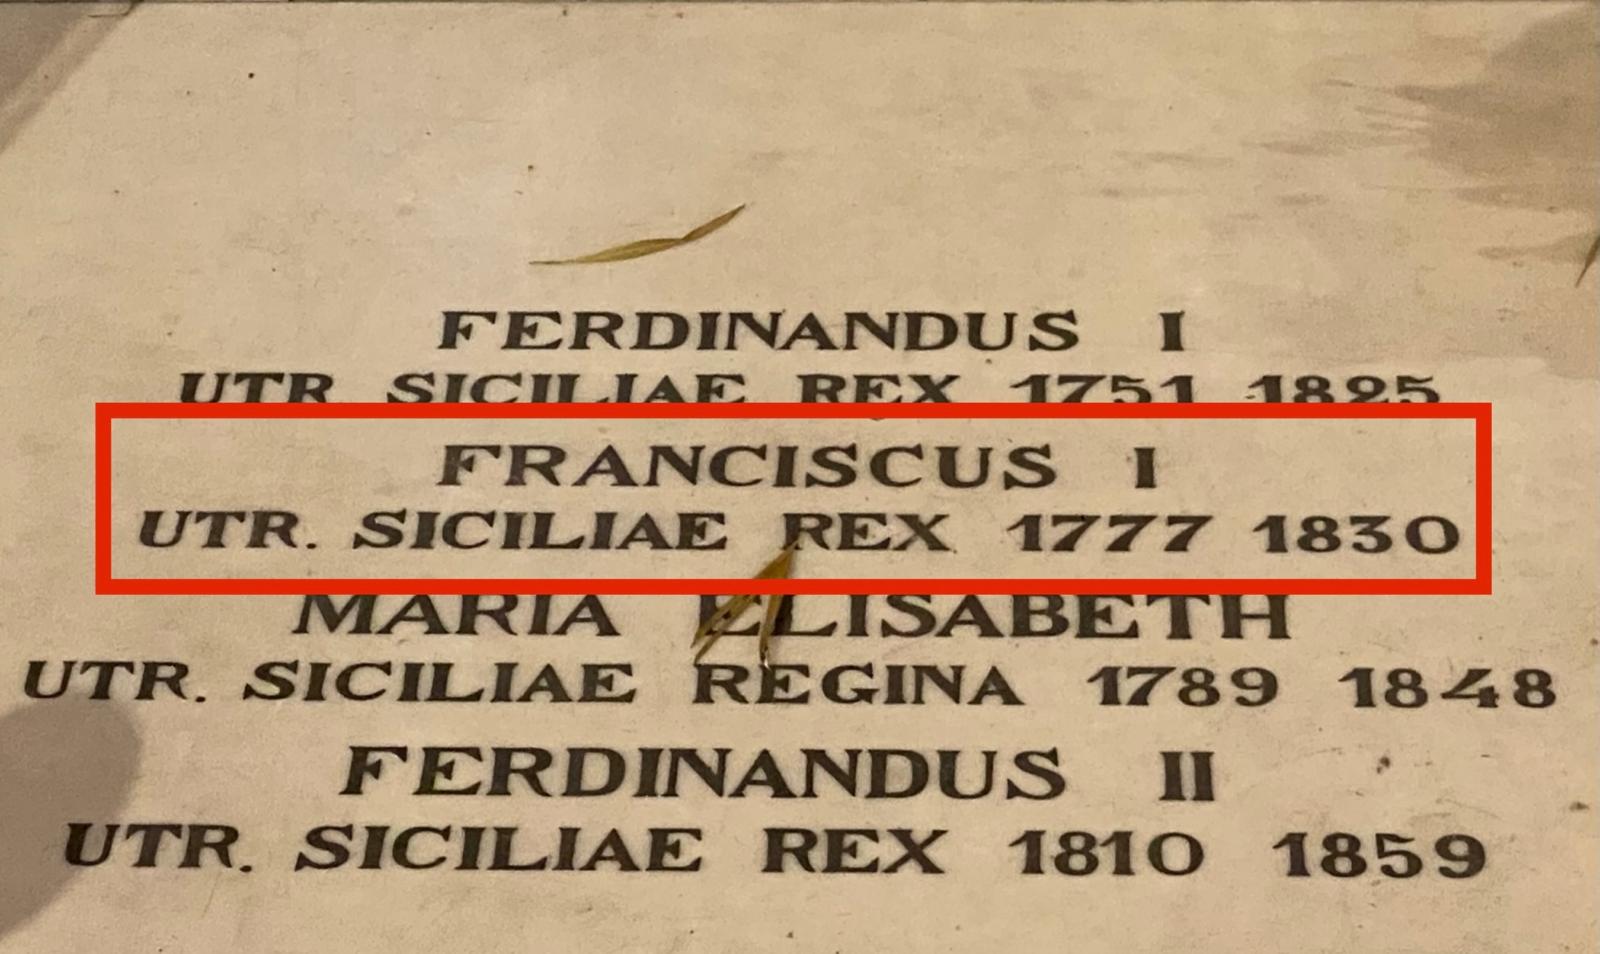 FERDINANDUS I
UTR SICILIAE REX 1751 1825
FRANCISCUS I
UTR. SICILIAE REX 1777 1830
MARIA ELISABETH
UTR. SICILIAE REGINA 1789 1848
FERDINANDUS II
UTR. SICILIAE REX 1810 1859